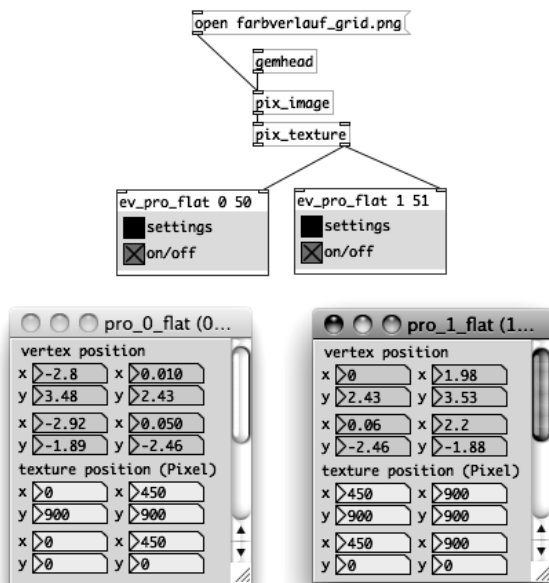 open farbverlauf_grid.png
gemhead
pix_image
pix_texture
ev_pro_flat 0 50
settings
on/off
ev_pro_flat 1 51
settings
on/off
pro_0_flat (0...
vertex position
x -2.8 x 0.010
y 3.48 y 2.43
x -2.92 x 0.050
y -1.89 y -2.46
texture position (Pixel)
x 0 x 450
y 900 y 900
x 0 x 450
y 0 y 0
pro_1_flat (1...
vertex position
x 0 x 1.98
y 2.43 y 3.53
x 0.06 x 2.2
y -2.46 y -1.88
texture position (Pixel)
x 450 x 900
y 900 y 900
x 450 x 900
y 0 y 0